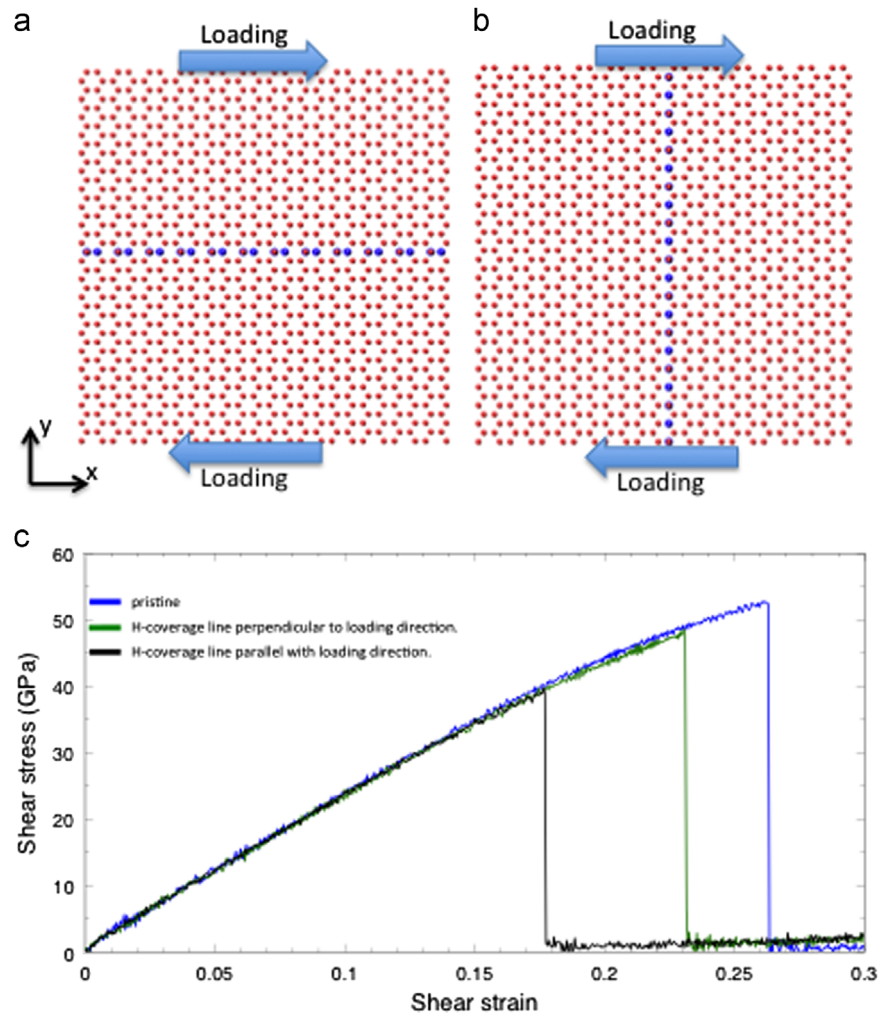 a
b
Loading
Loading
y
x
Loading
Loading
c
60
50
40
30
20
10
0
Shear stress (GPa)
pristine
H-coverage line perpendicular to loading direction.
H-coverage line parallel with loading direction.
0
0.05
0.1
0.15
0.2
0.25
0.3
Shear strain